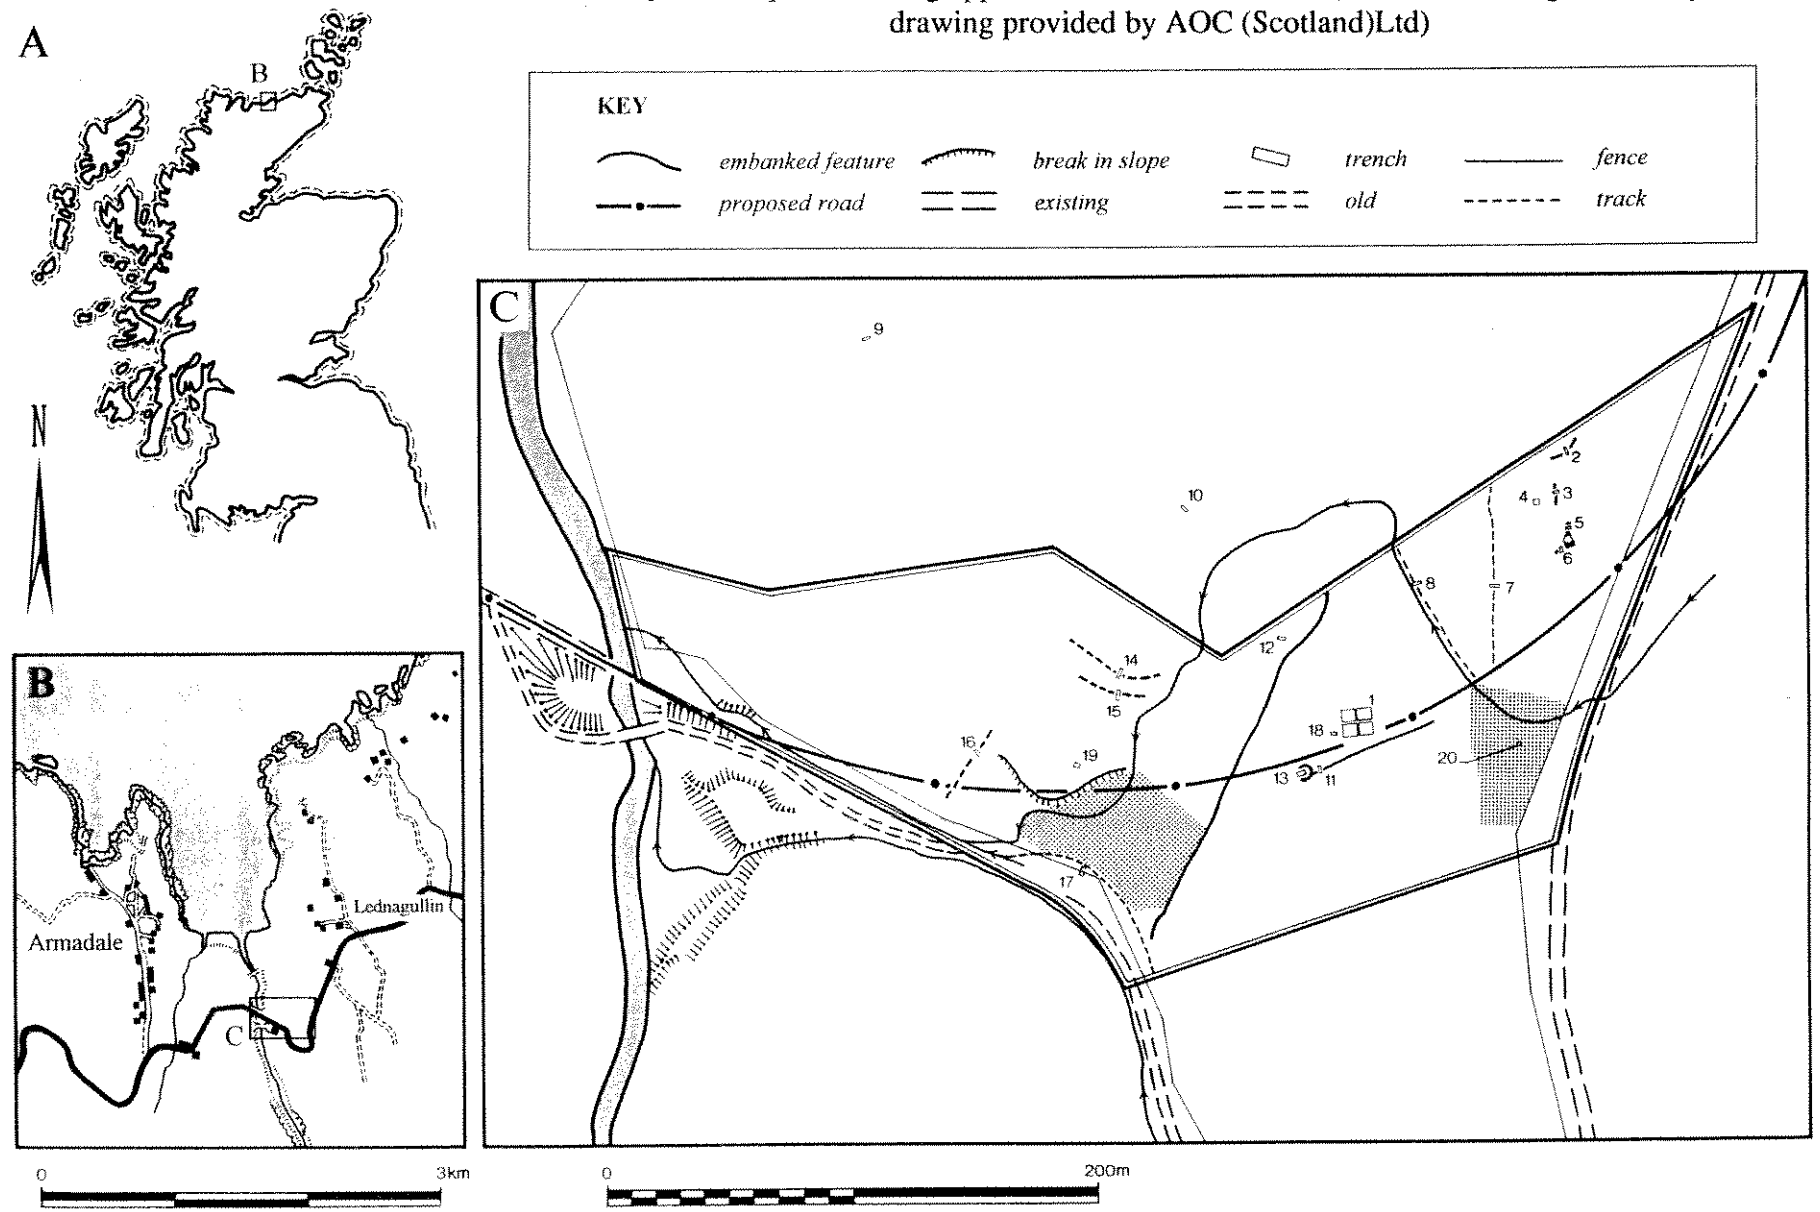 drawing provided by AOC (Scotland)Ltd)
A
B
N
KEY
embanked feature
break in slope
trench
fence
proposed road
existing
old
track
C
9
10
2
4
3
5
6
8
7
12
14
15
1
18
16
19
13
11
20
17
B
Armadale
Lednagullin
C
0
3km
0
200m